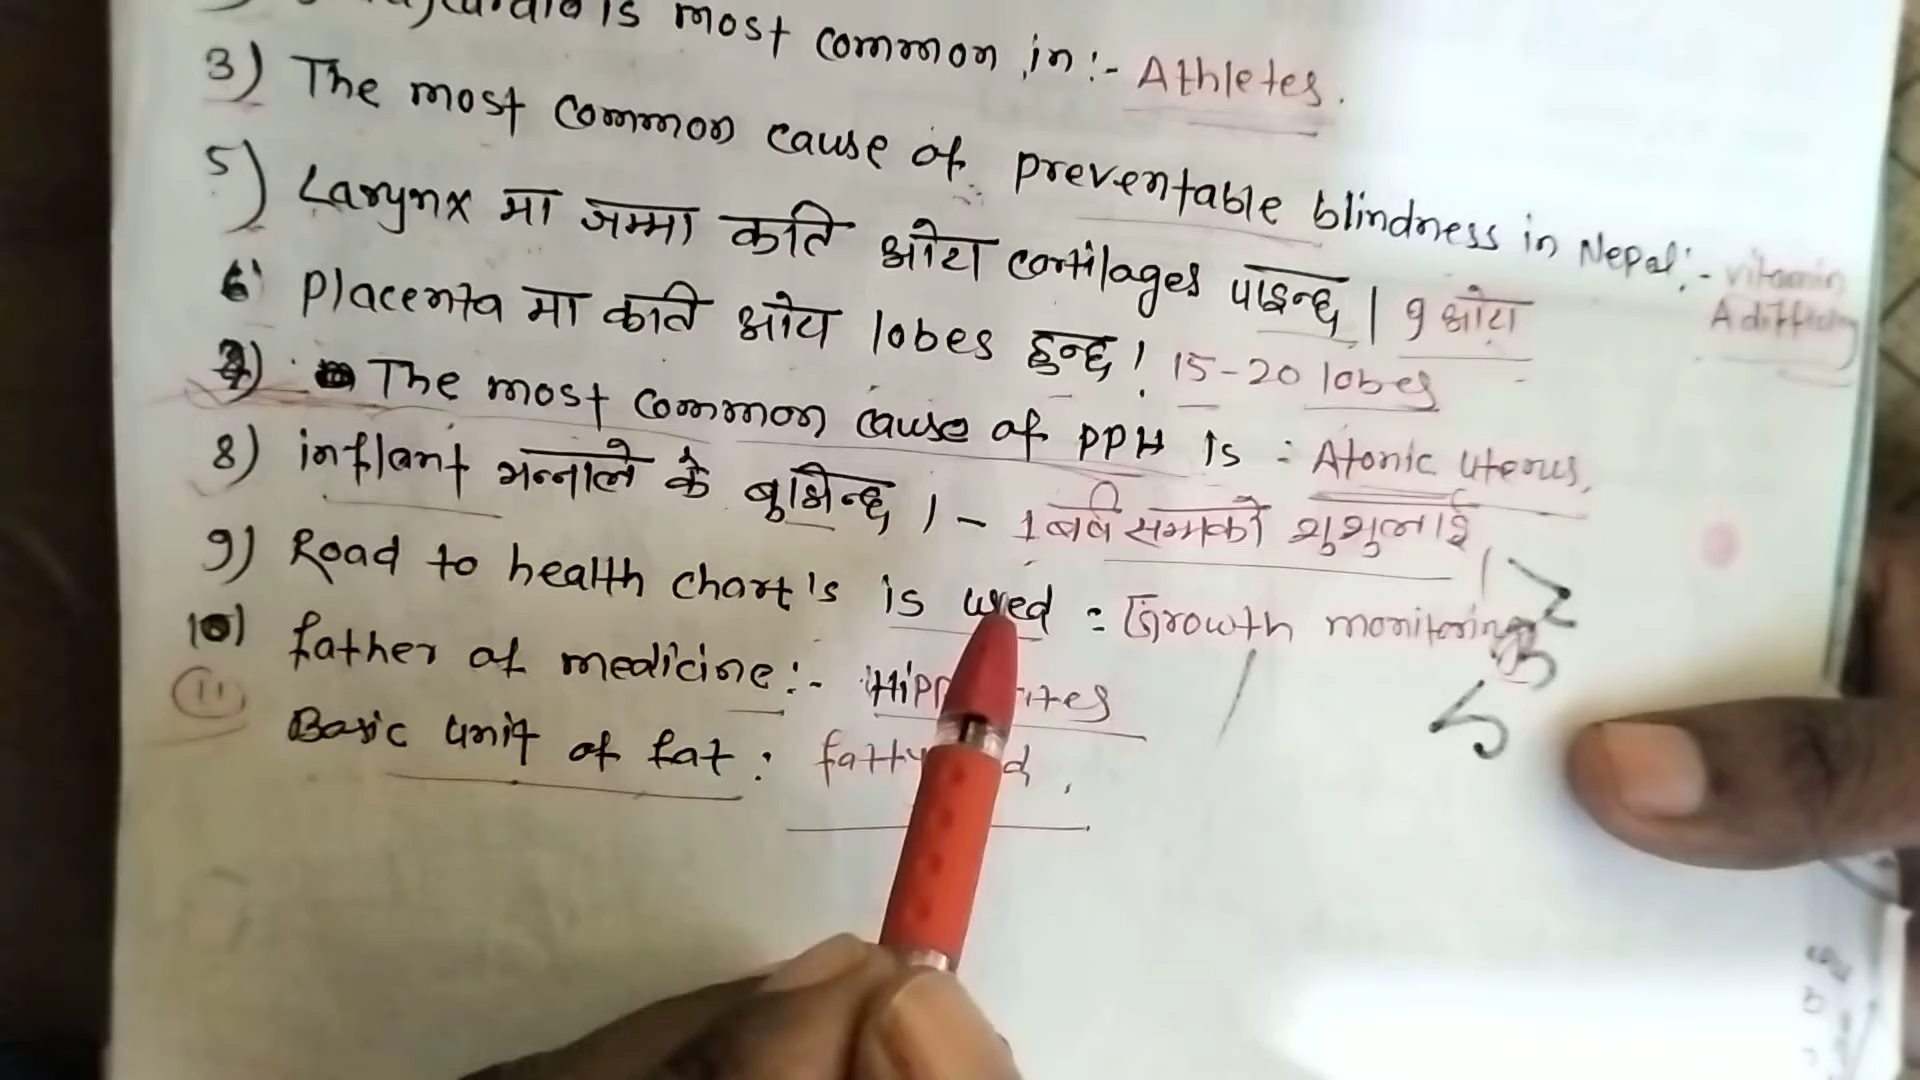 is most common in :- Athletes.
3) The most common cause of preventable blindness in Nepal :- vitamin A
5) Larynx मा जम्मा कति ओटा cartilages पाइन्छ | 9 ओटा
6 Placenta मा कति ओटा lobes हुन्छ ! 15-20 lobes
The most common cause of PPH is : Atonic uterus,
8) inflant भन्नाले के बुझिन्छ । - 1 बर्ष सम्मको शुशुलाई
9) Road to health chart's is used = Growth monitoring
10) father of medicine :-
11 Basic unit of fat :